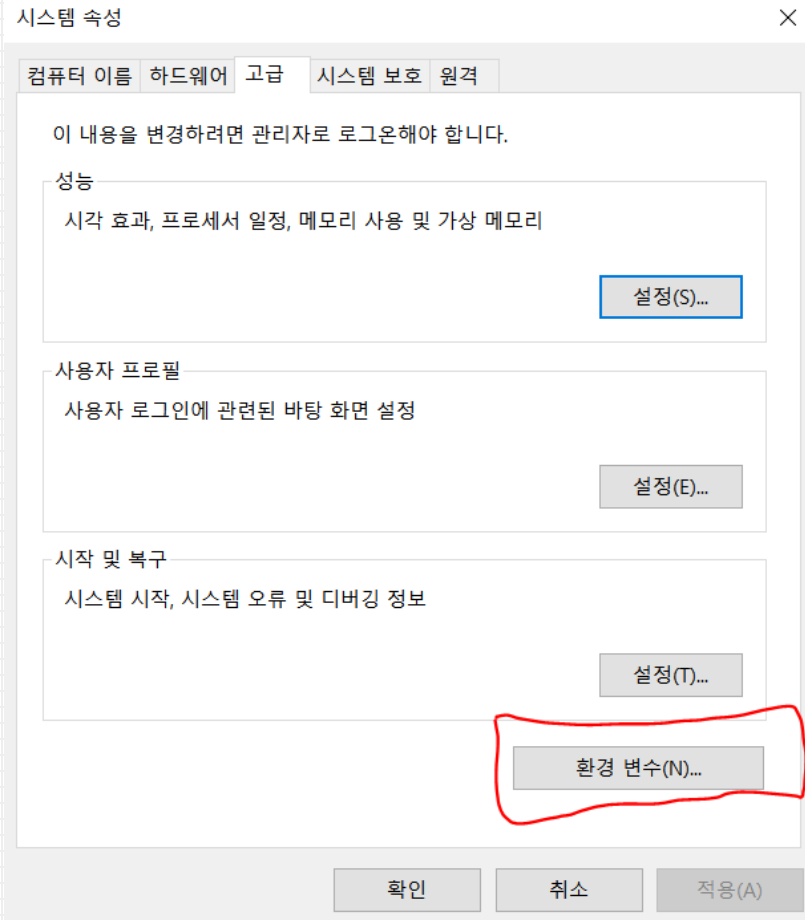 시스템 속성
컴퓨터 이름 하드웨어 고급 시스템 보호 원격
이 내용을 변경하려면 관리자로 로그온해야 합니다.
성능
시각 효과, 프로세서 일정, 메모리 사용 및 가상 메모리
설정(S)...
사용자 프로필
사용자 로그인에 관련된 바탕 화면 설정
설정(E)...
시작 및 복구
시스템 시작, 시스템 오류 및 디버깅 정보
설정(T)...
환경 변수(N)...
확인 취소 적용(A)